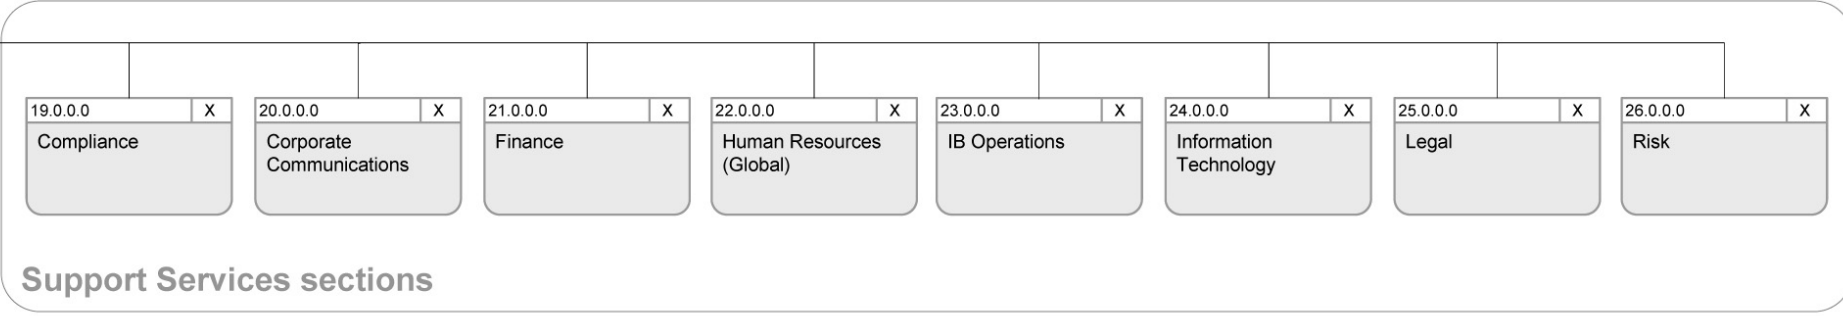 19.0.0.0 X
Compliance
20.0.0.0 X
Corporate
Communications
21.0.0.0 X
Finance
22.0.0.0 X
Human Resources
(Global)
23.0.0.0 X
IB Operations
24.0.0.0 X
Information
Technology
25.0.0.0 X
Legal
26.0.0.0 X
Risk
Support Services sections